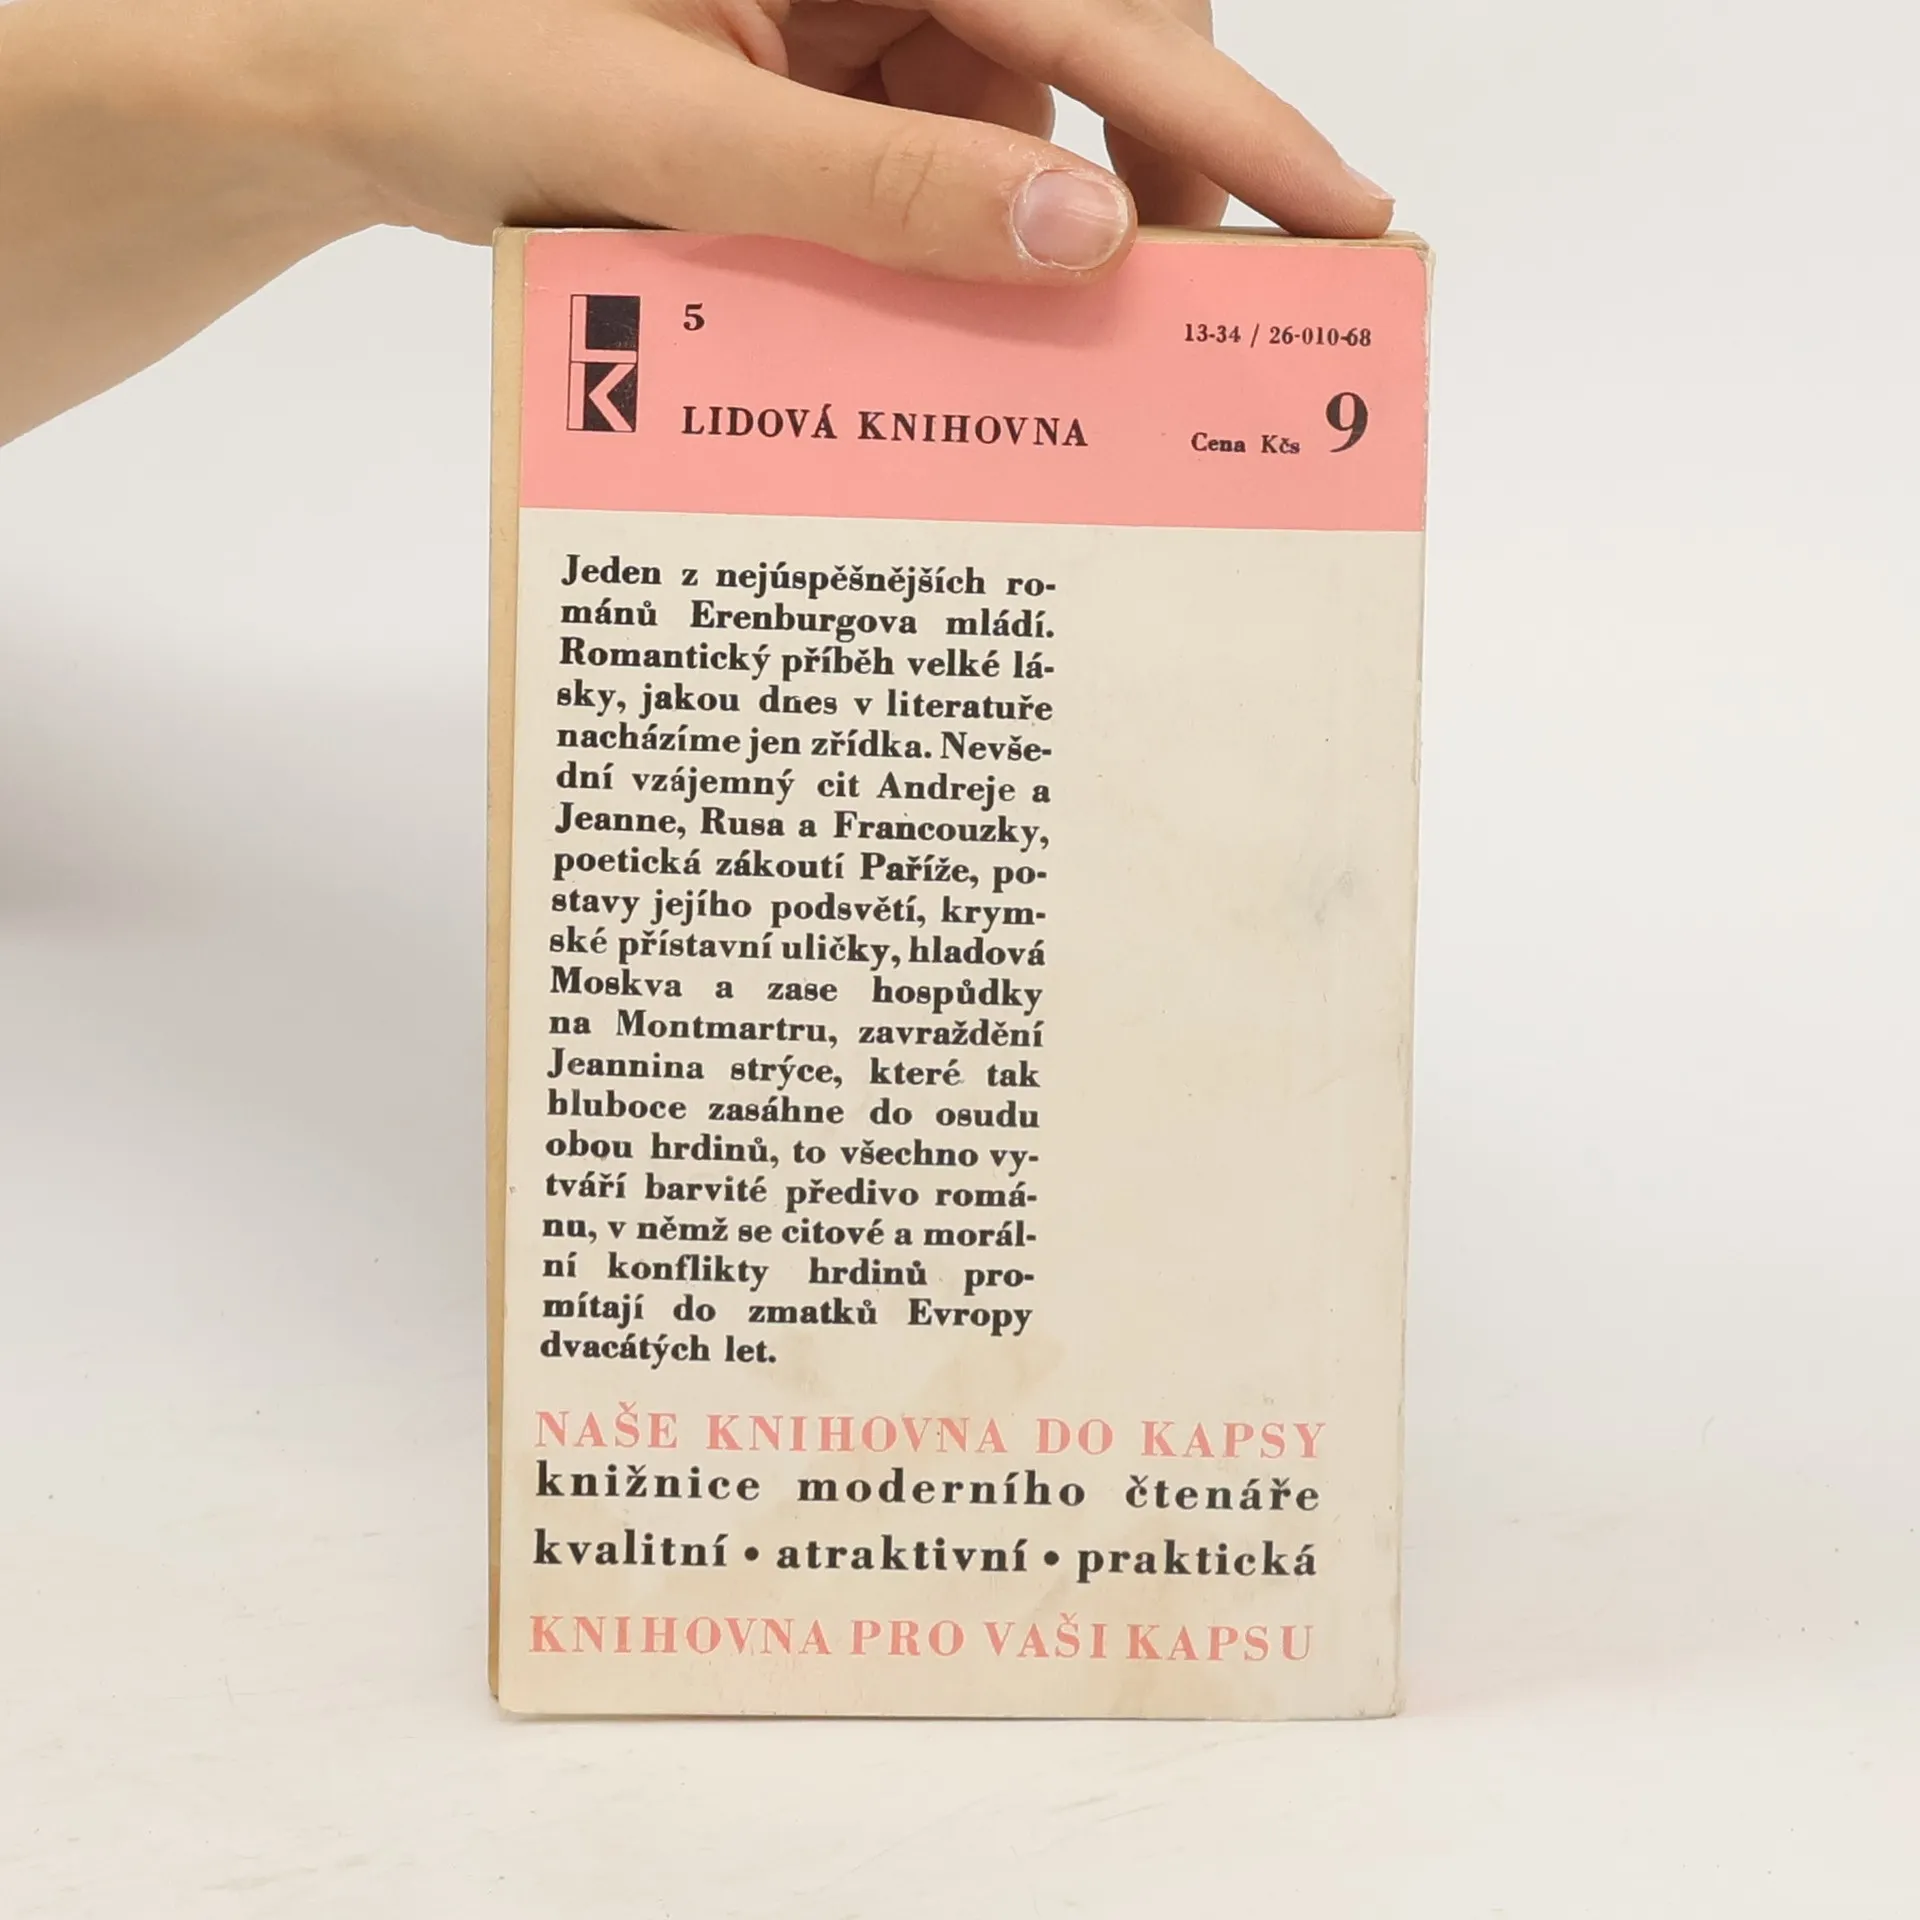 LK
5
13-34 / 26-010-68
LIDOVÁ KNIHOVNA
Cena Kčs 9
Jeden z nejúspěšnějších ro-
mánů Erenburgova mládí.
Romantický příběh velké lá-
sky, jakou dnes v literatuře
nacházíme jen zřídka. Nevše-
dní vzájemný cit Andreje a
Jeanne, Rusa a Francouzky,
poetická zákoutí Paříže, po-
stavy jejího podsvětí, krym-
ské přístavní uličky, hladová
Moskva a zase hospůdky
na Montmartru, zavraždění
Jeannina strýce, které tak
hluboce zasáhne do osudu
obou hrdinů, to všechno vy-
tváří barvité předivo romá-
nu, v němž se citové a morál-
ní konflikty hrdinů pro-
mítají do zmatků Evropy
dvacátých let.
NAŠE KNIHOVNA DO KAPSY
knižnice moderního čtenáře
kvalitní • atraktivní • praktická
KNIHOVNA PRO VAŠI KAPSU